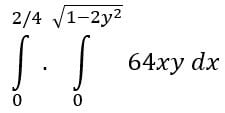 2/4 √1−2y²
∫ . ∫ 64xy dx
0 0